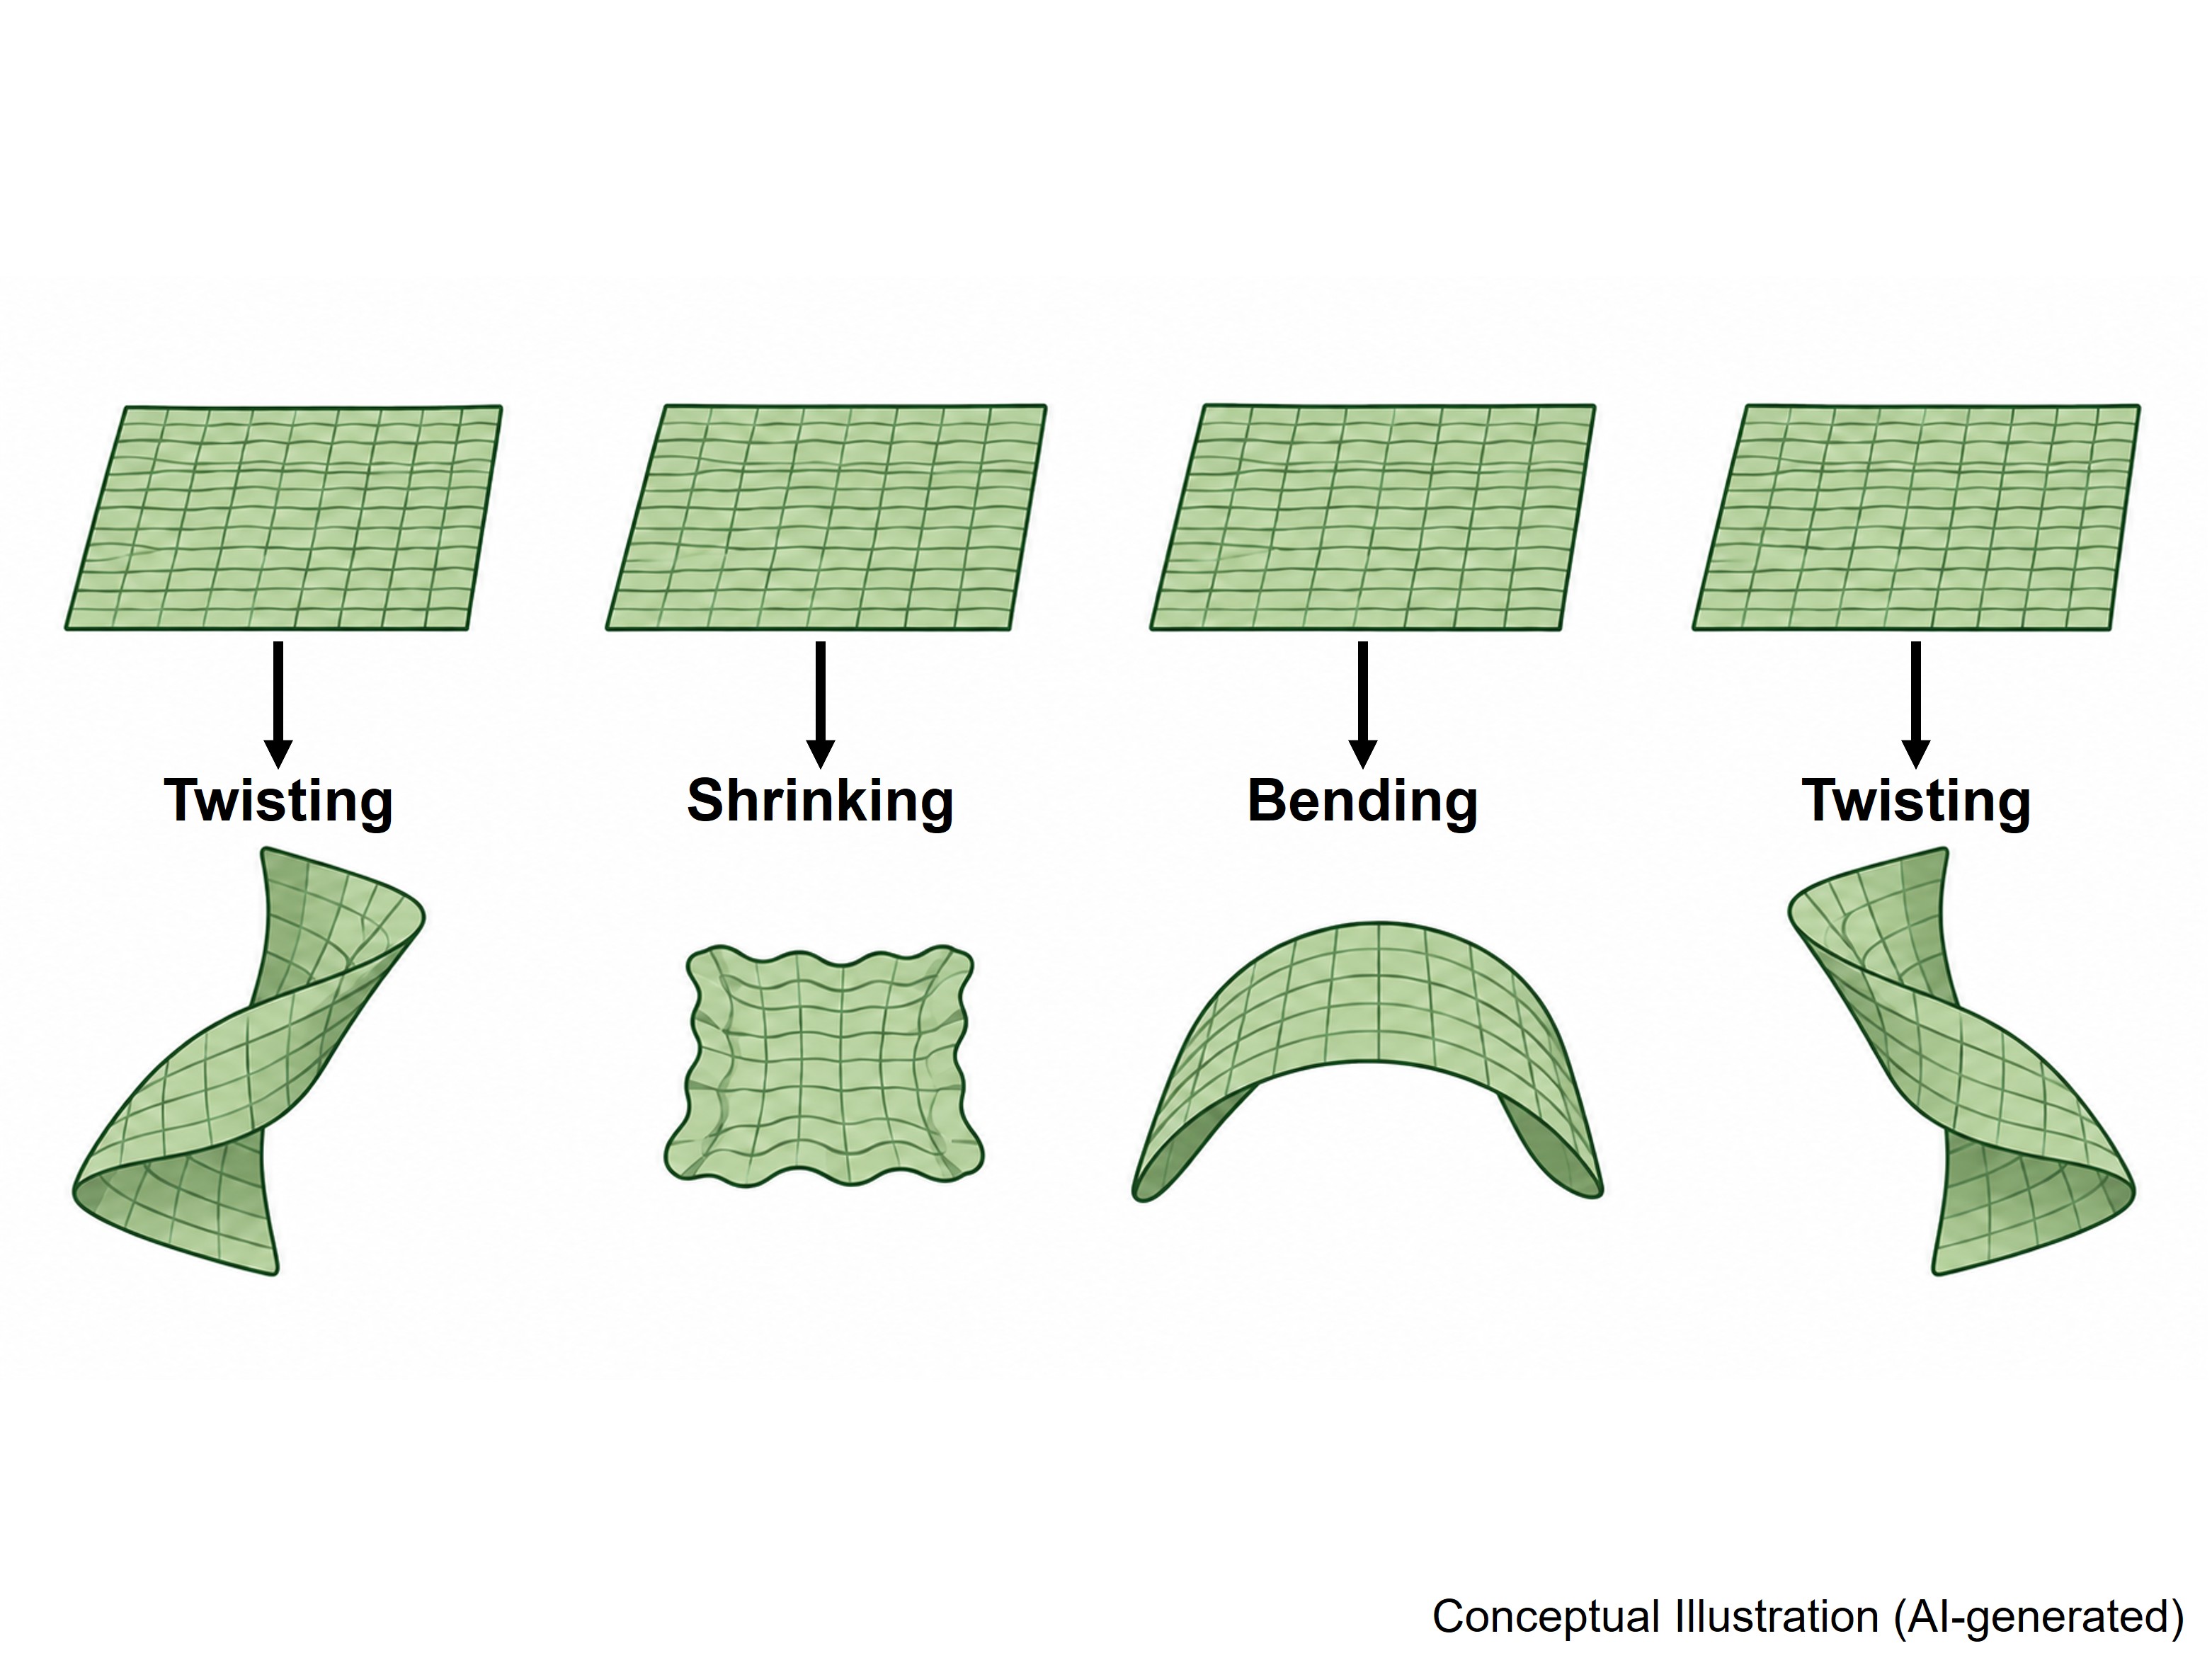 Twisting
Shrinking
Bending
Twisting
Conceptual Illustration (AI-generated)